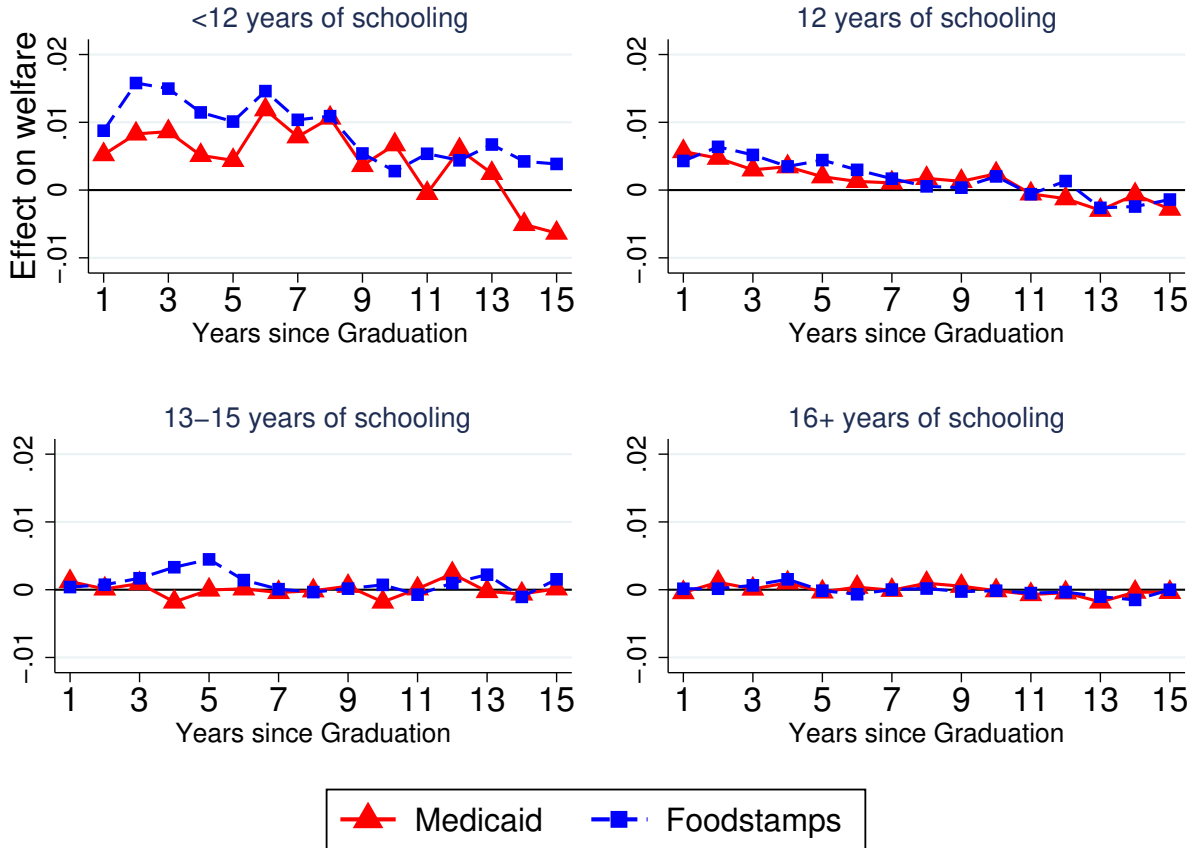 <12 years of schooling
Effect on welfare
.02
.01
0
−.01
1 3 5 7 9 11 13 15
Years since Graduation
12 years of schooling
.02
.01
0
−.01
1 3 5 7 9 11 13 15
Years since Graduation
13−15 years of schooling
.02
.01
0
−.01
1 3 5 7 9 11 13 15
Years since Graduation
16+ years of schooling
.02
.01
0
−.01
1 3 5 7 9 11 13 15
Years since Graduation
Medicaid Foodstamps